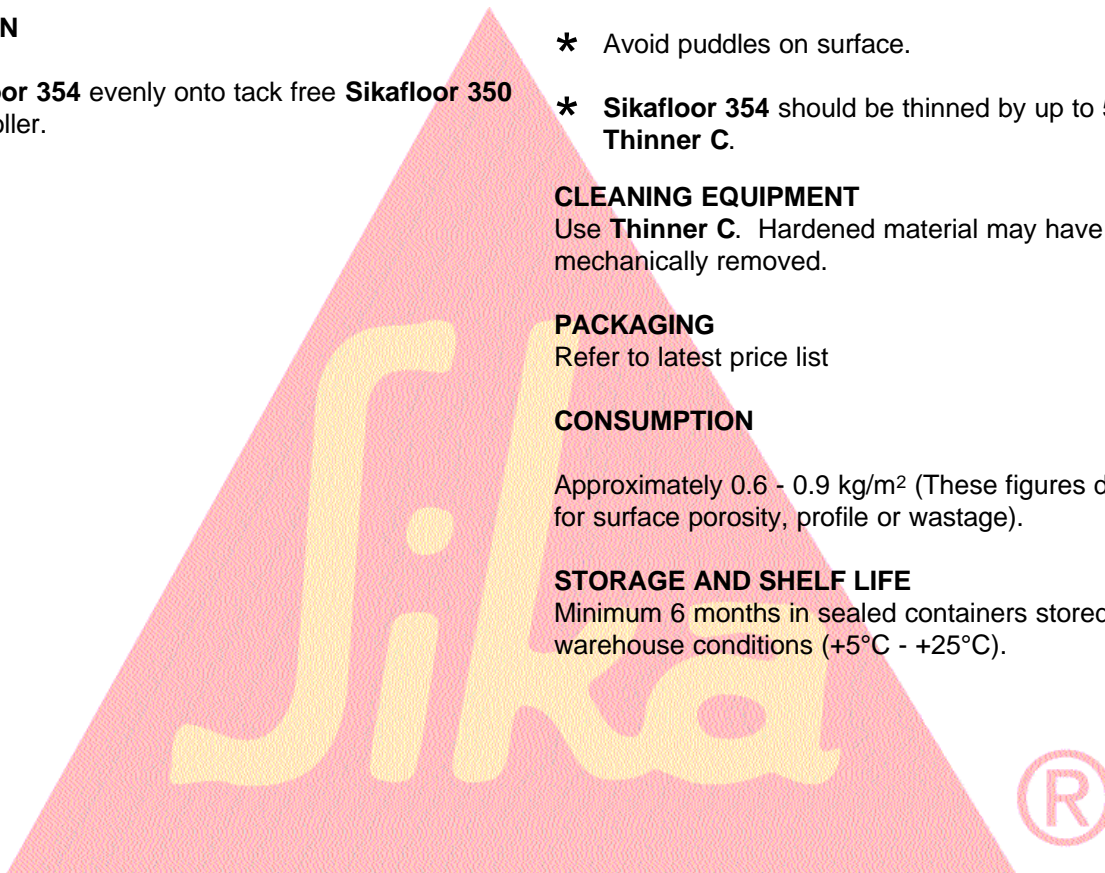 N
oor 354 evenly onto tack free Sikafloor 350
oller.
* Avoid puddles on surface.
* Sikafloor 354 should be thinned by up to 5
Thinner C.
CLEANING EQUIPMENT
Use Thinner C. Hardened material may have
mechanically removed.
PACKAGING
Refer to latest price list
CONSUMPTION
Approximately 0.6 - 0.9 kg/m² (These figures d
for surface porosity, profile or wastage).
STORAGE AND SHELF LIFE
Minimum 6 months in sealed containers stored
warehouse conditions (+5°C - +25°C).
Sika
®